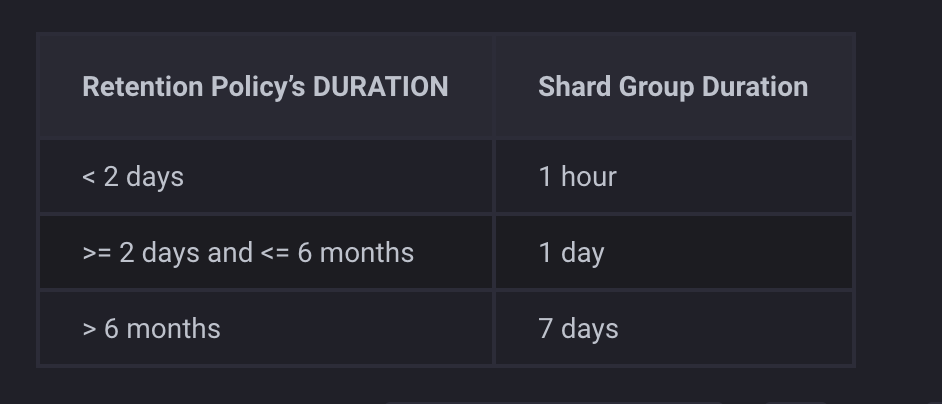 Retention Policy’s DURATION Shard Group Duration
< 2 days 1 hour
>= 2 days and <= 6 months 1 day
> 6 months 7 days